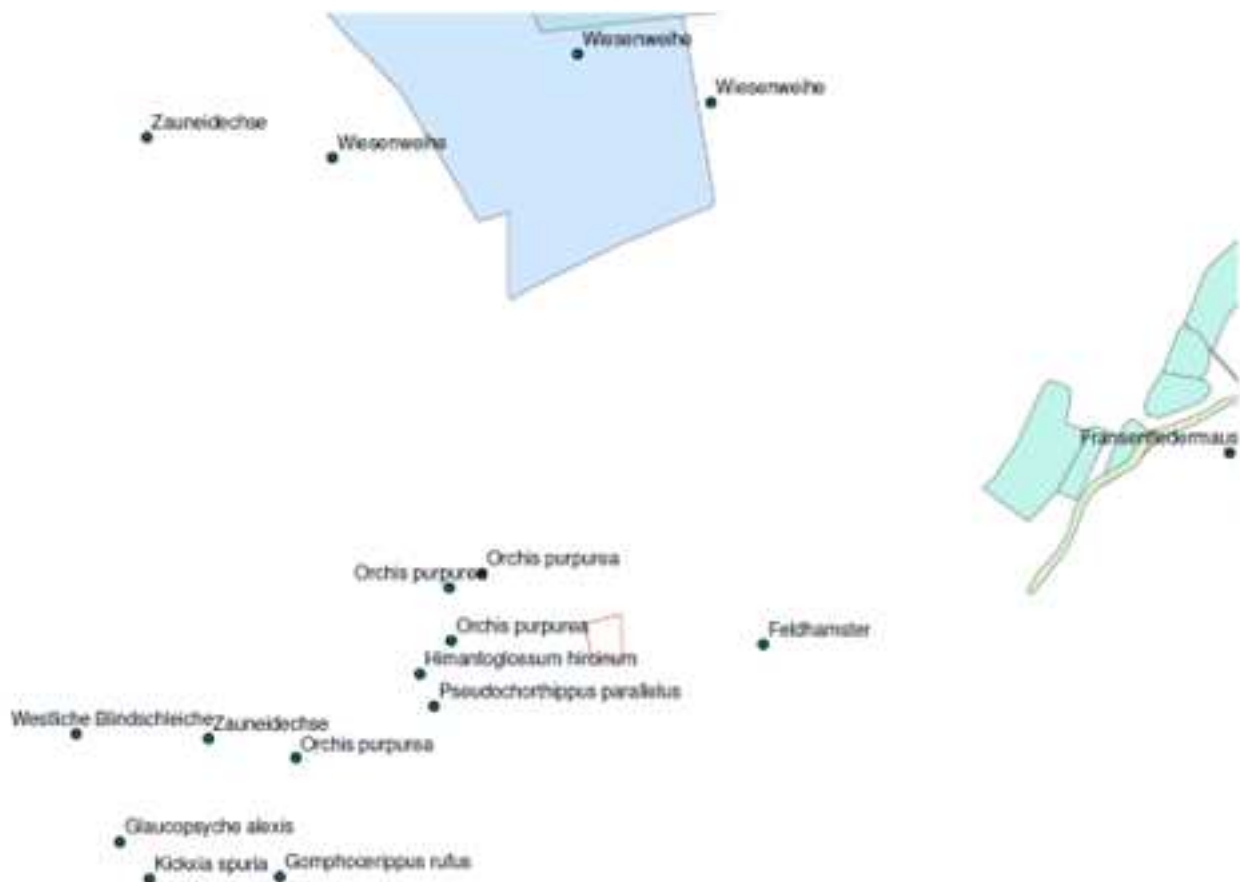 Wiesenweihe
Wiesenweihe
Zauneidechse
Wiesenweihe
Fransenfledermaus
Orchis purpurea
Orchis purpurea
Orchis purpurea
Feldhamster
Himantoglossum hircinum
Pseudochorthippus parallelus
Westliche Blindschleiche
Zauneidechse
Orchis purpurea
Glaucopsyche alexis
Kickxia spuria
Gomphocerippus rufus